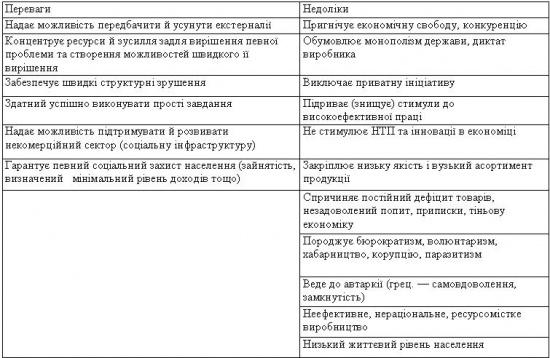 Переваги
Недоліки
Надає можливість передбачити й усунути екстерналії
Пригнічує економічну свободу, конкуренцію
Концентрує ресурси й зусилля задля вирішення певної
проблеми та створення можливостей швидкого її
вирішення
Обумовлює монополізм держави, диктат
виробника
Забезпечує швидкі структурні зрушення
Виключає приватну ініціативу
Здатний успішно виконувати прості завдання
Підриває (знищує) стимули до
високоефективної праці
Надає можливість підтримувати й розвивати
некомерційний сектор (соціальну інфраструктуру)
Не стимулює НТП та інновації в економіці
Гарантує певний соціальний захист населення (зайнятість,
визначений мінімальний рівень доходів тощо)
Закріплює низьку якість і вузький асортимент
продукції
Спричиняє постійний дефіцит товарів,
незадоволений попит, приписки, тіньову
економіку
Породжує бюрократизм, волюнтаризм,
хабарництво, корупцію, паразитизм
Веде до автаркії (грец. — самовдоволення,
замкнутість)
Неефективне, нераціональне, ресурсомістке
виробництво
Низький життєвий рівень населення